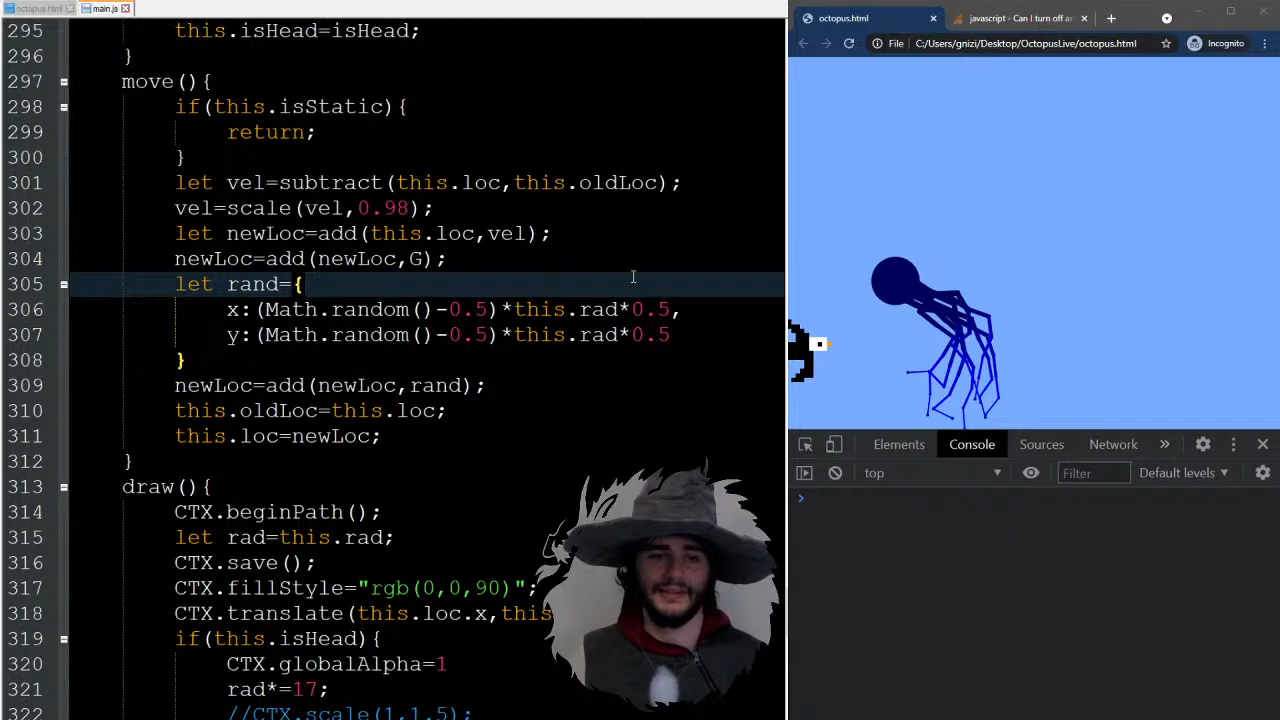 octopus.html
main.js
295 this.isHead=isHead;
296 }
297 move(){
298 if(this.isStatic){
299 return;
300 }
301 let vel=subtract(this.loc,this.oldLoc);
302 vel=scale(vel,0.98);
303 let newLoc=add(this.loc,vel);
304 newLoc=add(newLoc,G);
305 let rand={
306 x:(Math.random()-0.5)*this.rad*0.5,
307 y:(Math.random()-0.5)*this.rad*0.5
308 }
309 newLoc=add(newLoc,rand);
310 this.oldLoc=this.loc;
311 this.loc=newLoc;
312 }
313 draw(){
314 CTX.beginPath();
315 let rad=this.rad;
316 CTX.save();
317 CTX.fillStyle="rgb(0,0,90)";
318 CTX.translate(this.loc.x,this
319 if(this.isHead){
320 CTX.globalAlpha=1
321 rad*=17;
322 //CTX.scale(1,1.5);
octopus.html
javascript - Can I turn off an
File C:/Users/gnizi/Desktop/OctopusLive/octopus.html Incognito
Elements Console Sources Network
top Filter Default levels